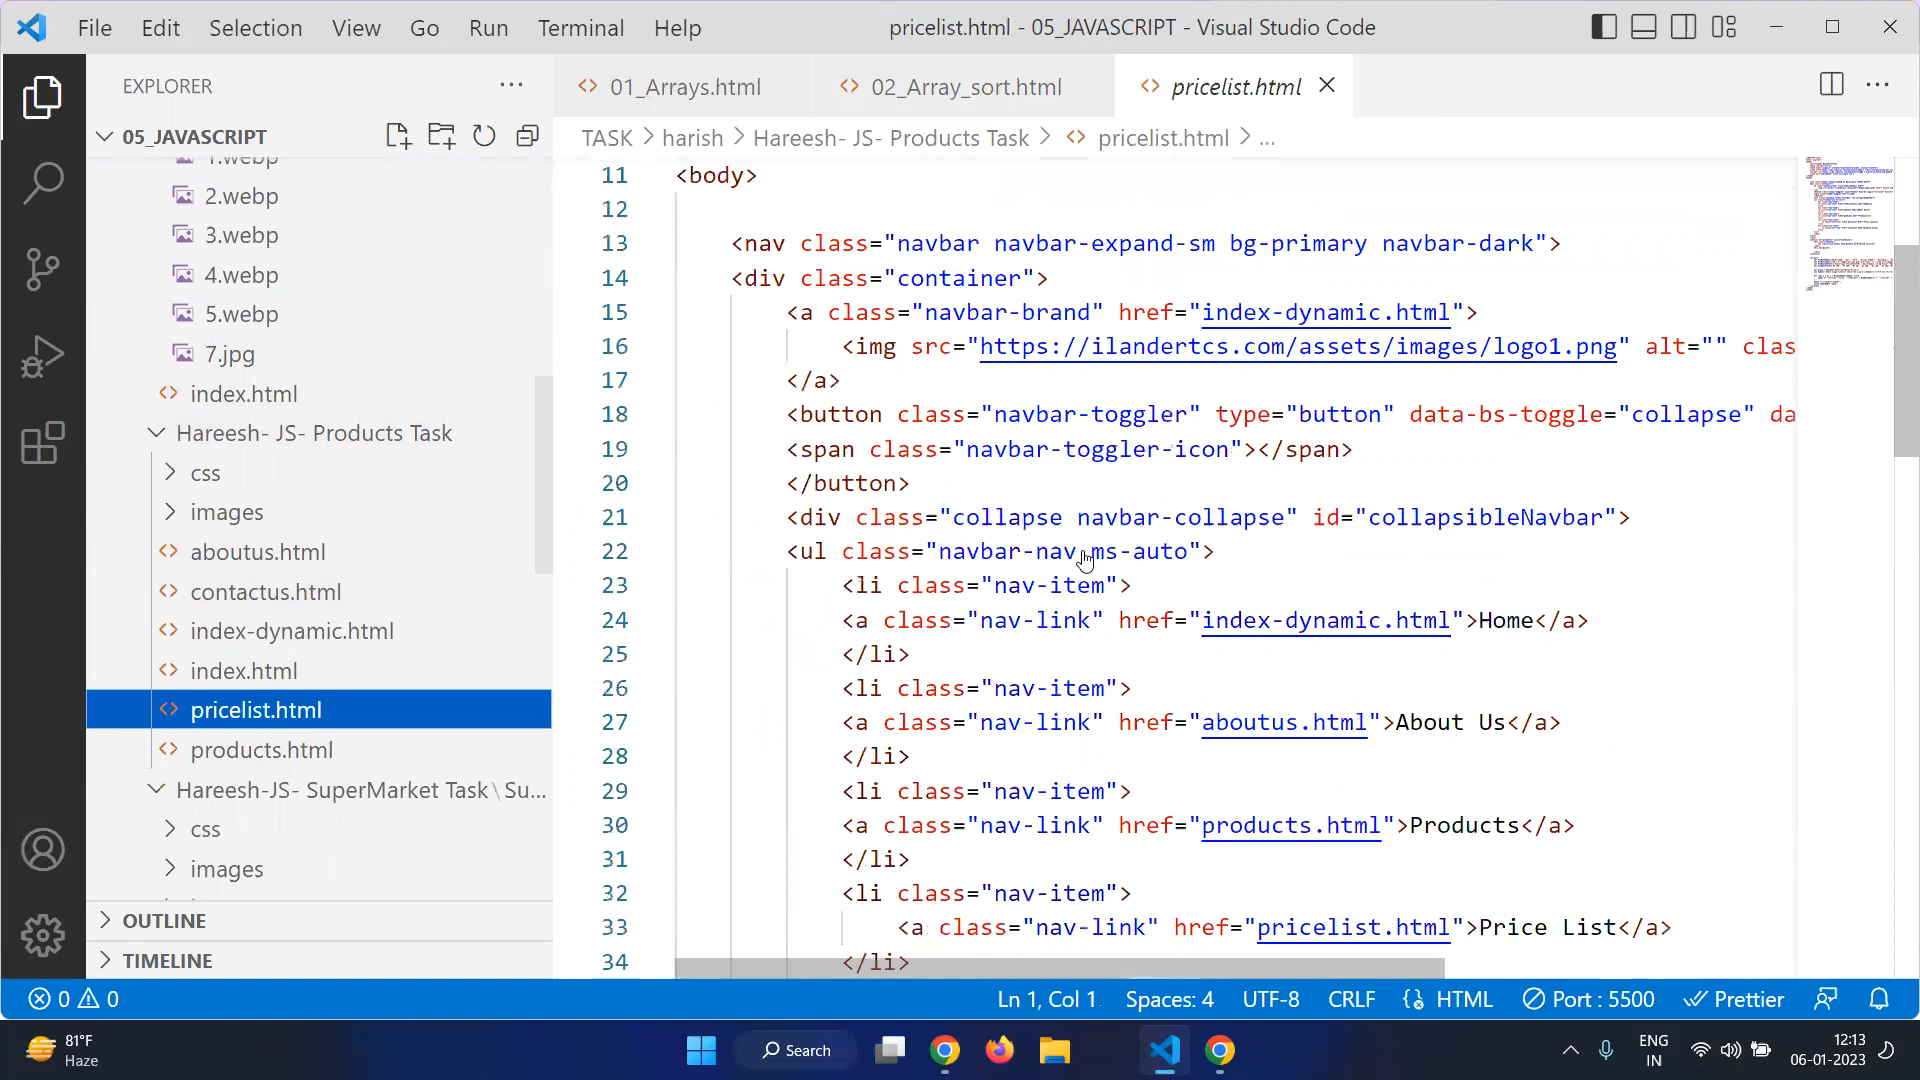 File Edit Selection View Go Run Terminal Help pricelist.html - 05_JAVASCRIPT - Visual Studio Code
EXPLORER
05_JAVASCRIPT
1.webp
2.webp
3.webp
4.webp
5.webp
7.jpg
index.html
Hareesh- JS- Products Task
css
images
aboutus.html
contactus.html
index-dynamic.html
index.html
pricelist.html
products.html
Hareesh-JS- SuperMarket Task\Su...
css
images
OUTLINE
TIMELINE
01_Arrays.html 02_Array_sort.html pricelist.html
TASK > harish > Hareesh- JS- Products Task > pricelist.html > ...
11 <body>
12
13 <nav class="navbar navbar-expand-sm bg-primary navbar-dark">
14 <div class="container">
15 <a class="navbar-brand" href="index-dynamic.html">
16 <img src="https://ilandertcs.com/assets/images/logo1.png" alt="" clas
17 </a>
18 <button class="navbar-toggler" type="button" data-bs-toggle="collapse" da
19 <span class="navbar-toggler-icon"></span>
20 </button>
21 <div class="collapse navbar-collapse" id="collapsibleNavbar">
22 <ul class="navbar-nav ms-auto">
23 <li class="nav-item">
24 <a class="nav-link" href="index-dynamic.html">Home</a>
25 </li>
26 <li class="nav-item">
27 <a class="nav-link" href="aboutus.html">About Us</a>
28 </li>
29 <li class="nav-item">
30 <a class="nav-link" href="products.html">Products</a>
31 </li>
32 <li class="nav-item">
33 <a class="nav-link" href="pricelist.html">Price List</a>
34 </li>
0 0 Ln 1, Col 1 Spaces: 4 UTF-8 CRLF HTML Port : 5500 Prettier
81°F
Haze
Search
ENG
IN
12:13
06-01-2023